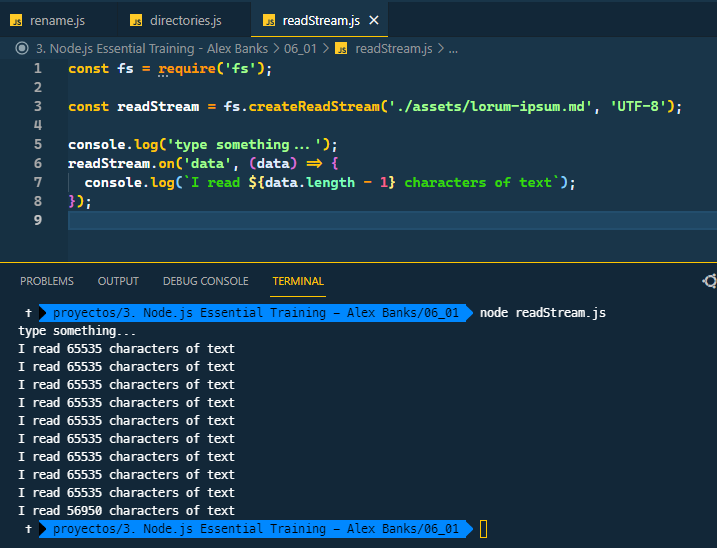 JS rename.js JS directories.js JS readStream.js ✕
3. Node.js Essential Training - Alex Banks > 06_01 > JS readStream.js > ...
1 const fs = require('fs');
2
3 const readStream = fs.createReadStream('./assets/lorum-ipsum.md', 'UTF-8');
4
5 console.log('type something...');
6 readStream.on('data', (data) => {
7 console.log(`I read ${data.length - 1} characters of text`);
8 });
9
PROBLEMS OUTPUT DEBUG CONSOLE TERMINAL
† proyectos/3. Node.js Essential Training - Alex Banks/06_01 node readStream.js
type something...
I read 65535 characters of text
I read 65535 characters of text
I read 65535 characters of text
I read 65535 characters of text
I read 65535 characters of text
I read 65535 characters of text
I read 65535 characters of text
I read 65535 characters of text
I read 65535 characters of text
I read 56950 characters of text
† proyectos/3. Node.js Essential Training - Alex Banks/06_01